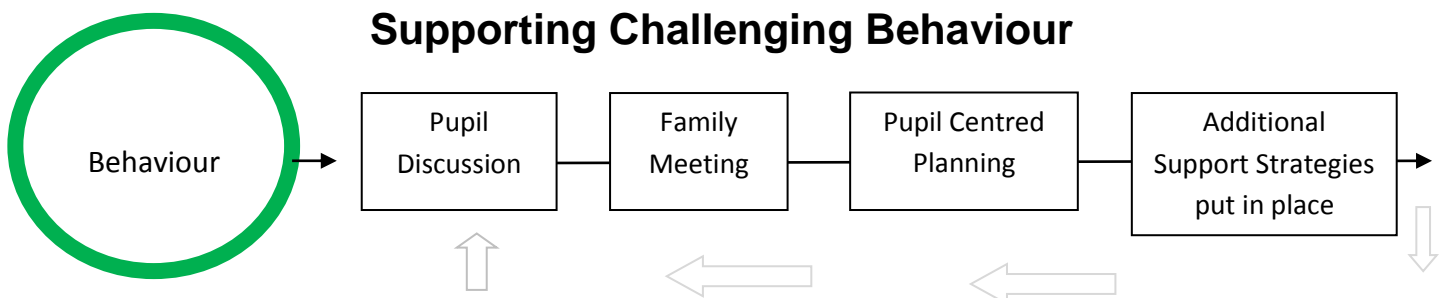 Supporting Challenging Behaviour
Behaviour
Pupil
Discussion
Family
Meeting
Pupil Centred
Planning
Additional
Support Strategies
put in place